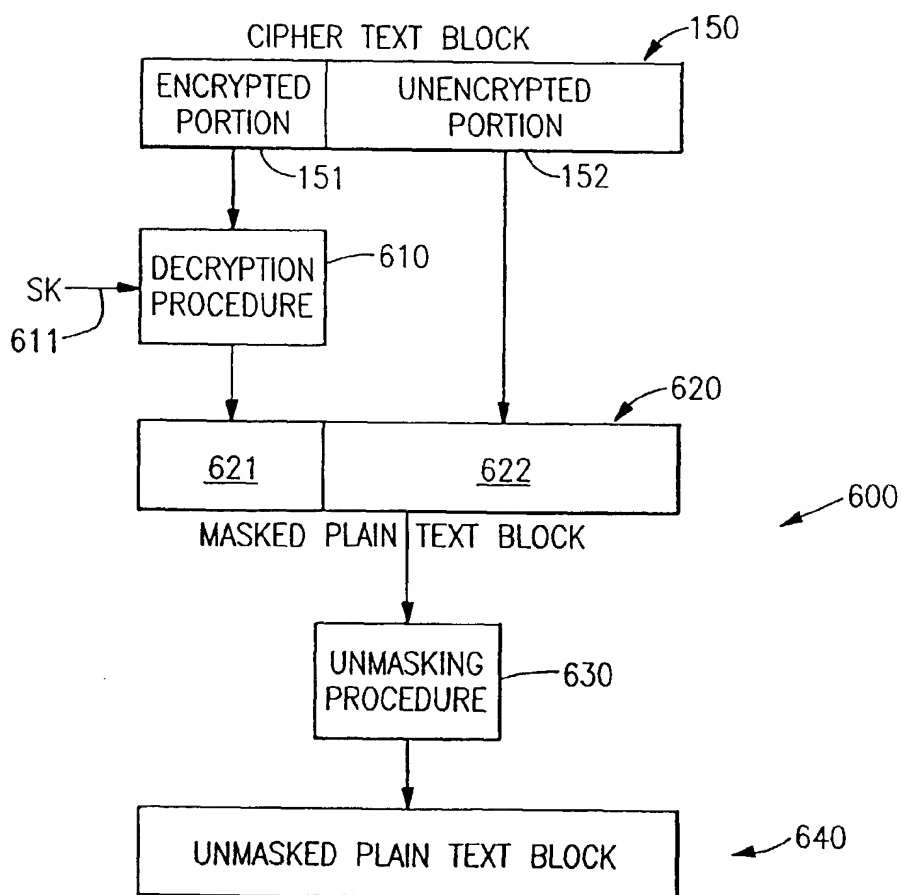 CIPHER TEXT BLOCK
150
ENCRYPTED PORTION
UNENCRYPTED PORTION
151
152
DECRYPTION PROCEDURE
610
SK
611
620
621
622
MASKED PLAIN TEXT BLOCK
600
UNMASKING PROCEDURE
630
UNMASKED PLAIN TEXT BLOCK
640